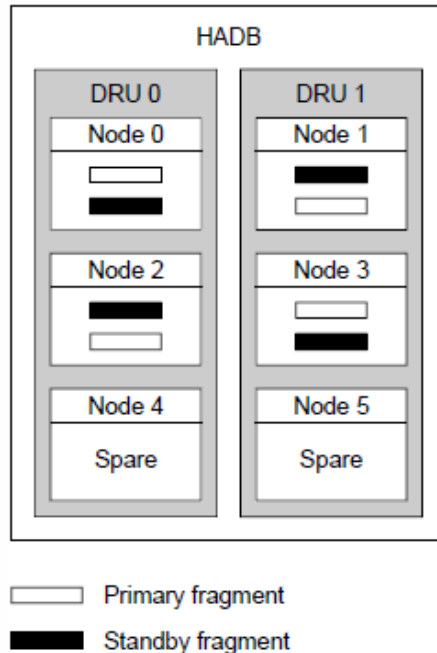 HADB
DRU 0
DRU 1
Node 0
Node 1
Node 2
Node 3
Node 4
Node 5
Spare
Spare
Primary fragment
Standby fragment